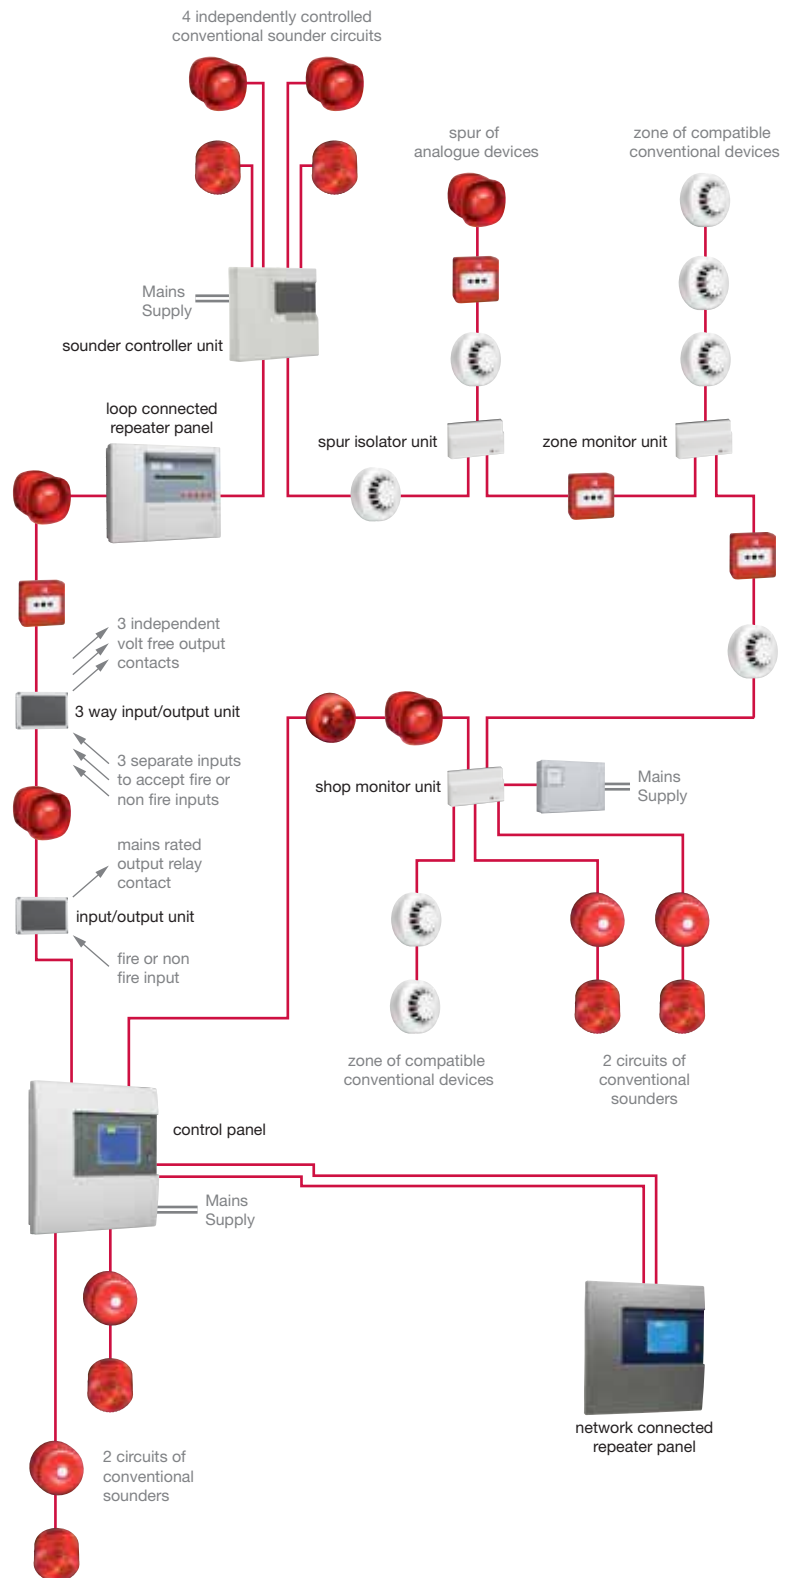 4 independently controlled
conventional sounder circuits
spur of
analogue devices
zone of compatible
conventional devices
Mains
Supply
sounder controller unit
loop connected
repeater panel
spur isolator unit
zone monitor unit
3 independent
volt free output
contacts
3 way input/output unit
3 separate inputs
to accept fire or
non fire inputs
shop monitor unit
Mains
Supply
mains rated
output relay
contact
input/output unit
fire or non
fire input
zone of compatible
conventional devices
2 circuits of
conventional
sounders
control panel
Mains
Supply
network connected
repeater panel
2 circuits of
conventional
sounders